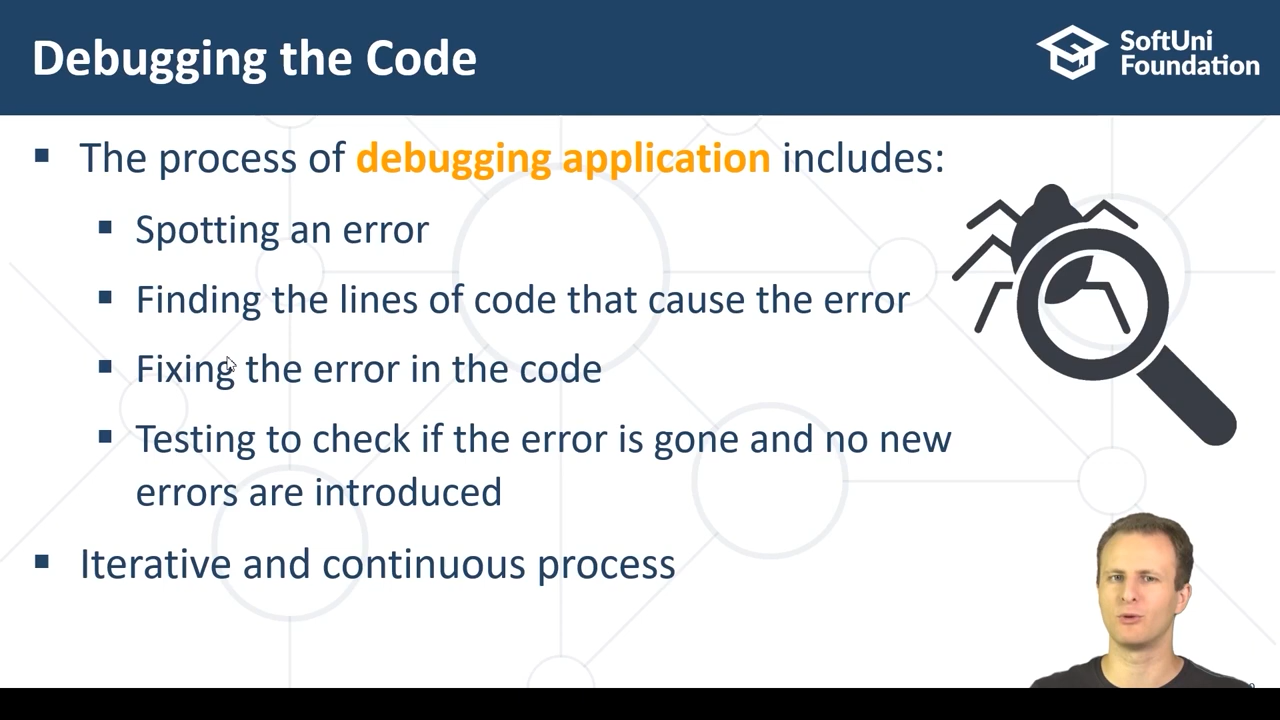 Debugging the Code
SoftUni
Foundation
▪ The process of debugging application includes:
▪ Spotting an error
▪ Finding the lines of code that cause the error
▪ Fixing the error in the code
▪ Testing to check if the error is gone and no new
errors are introduced
▪ Iterative and continuous process